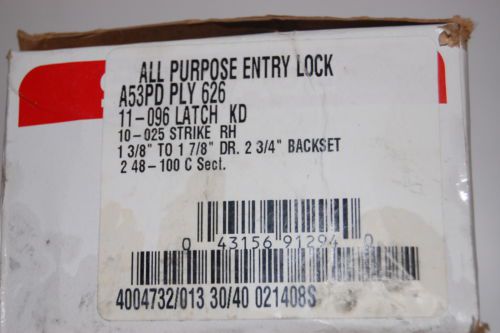 ALL PURPOSE ENTRY LOCK
A53PD PLY 626
11-096 LATCH KD
10-025 STRIKE RH
1 3/8" TO 1 7/8" DR. 2 3/4" BACKSET
2 48-100 C Sect.
0 43156 91294 0
4004732/013 30/40 021408S